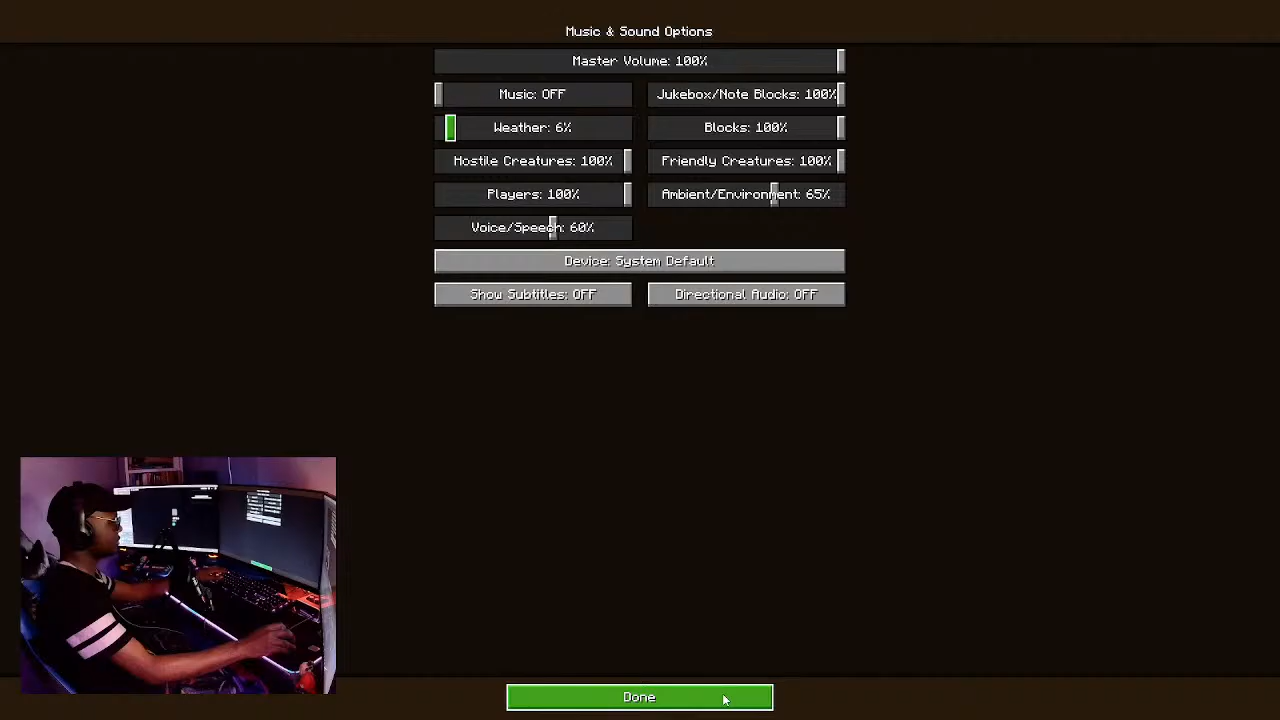 Music & Sound Options
Master Volume: 100%
Music: OFF
Jukebox/Note Blocks: 100%
Weather: 6%
Blocks: 100%
Hostile Creatures: 100%
Friendly Creatures: 100%
Players: 100%
Ambient/Environment: 65%
Voice/Speech: 60%
Device: System Default
Show Subtitles: OFF
Directional Audio: OFF
Done